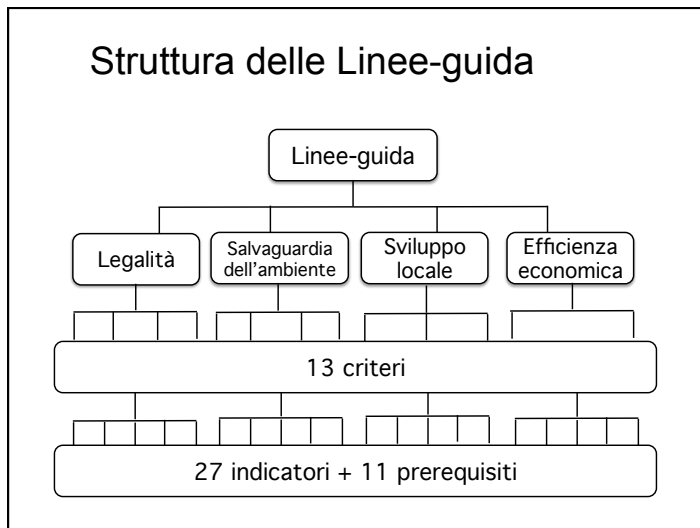 Struttura delle Linee-guida
Linee-guida
Legalità
Salvaguardia
dell'ambiente
Sviluppo
locale
Efficienza
economica
13 criteri
27 indicatori + 11 prerequisiti